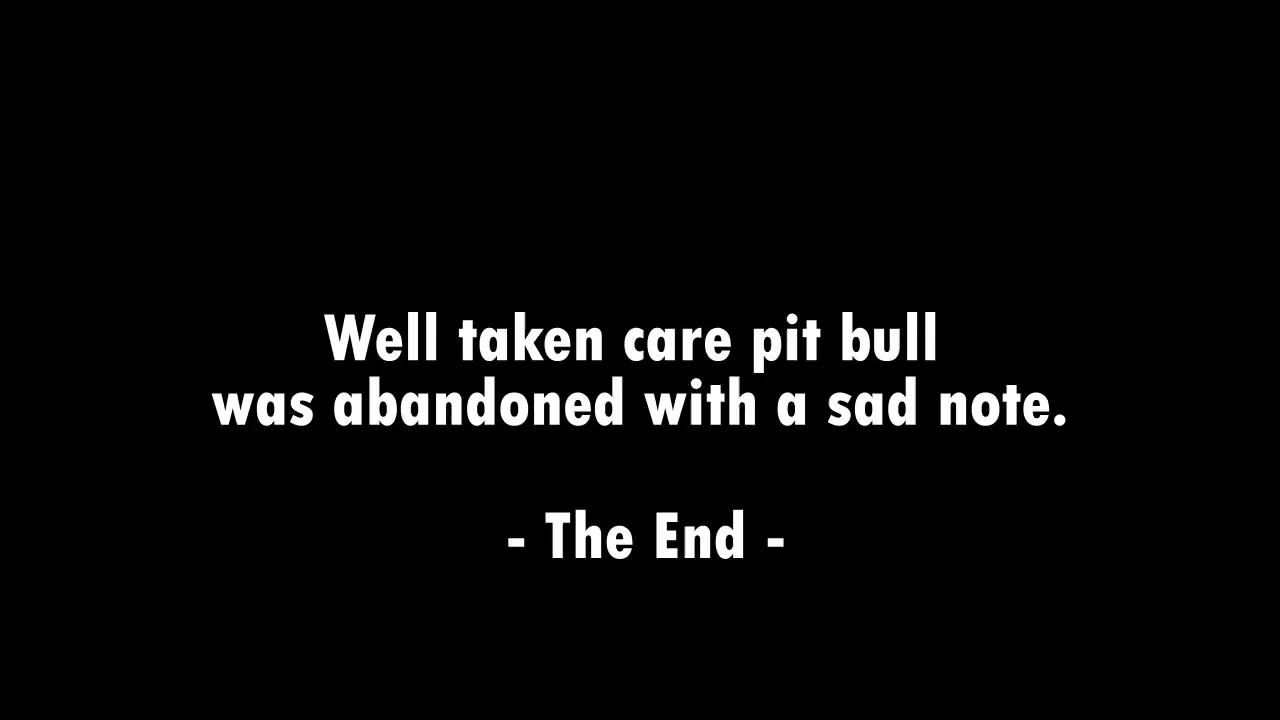 Well taken care pit bull
was abandoned with a sad note.
- The End -